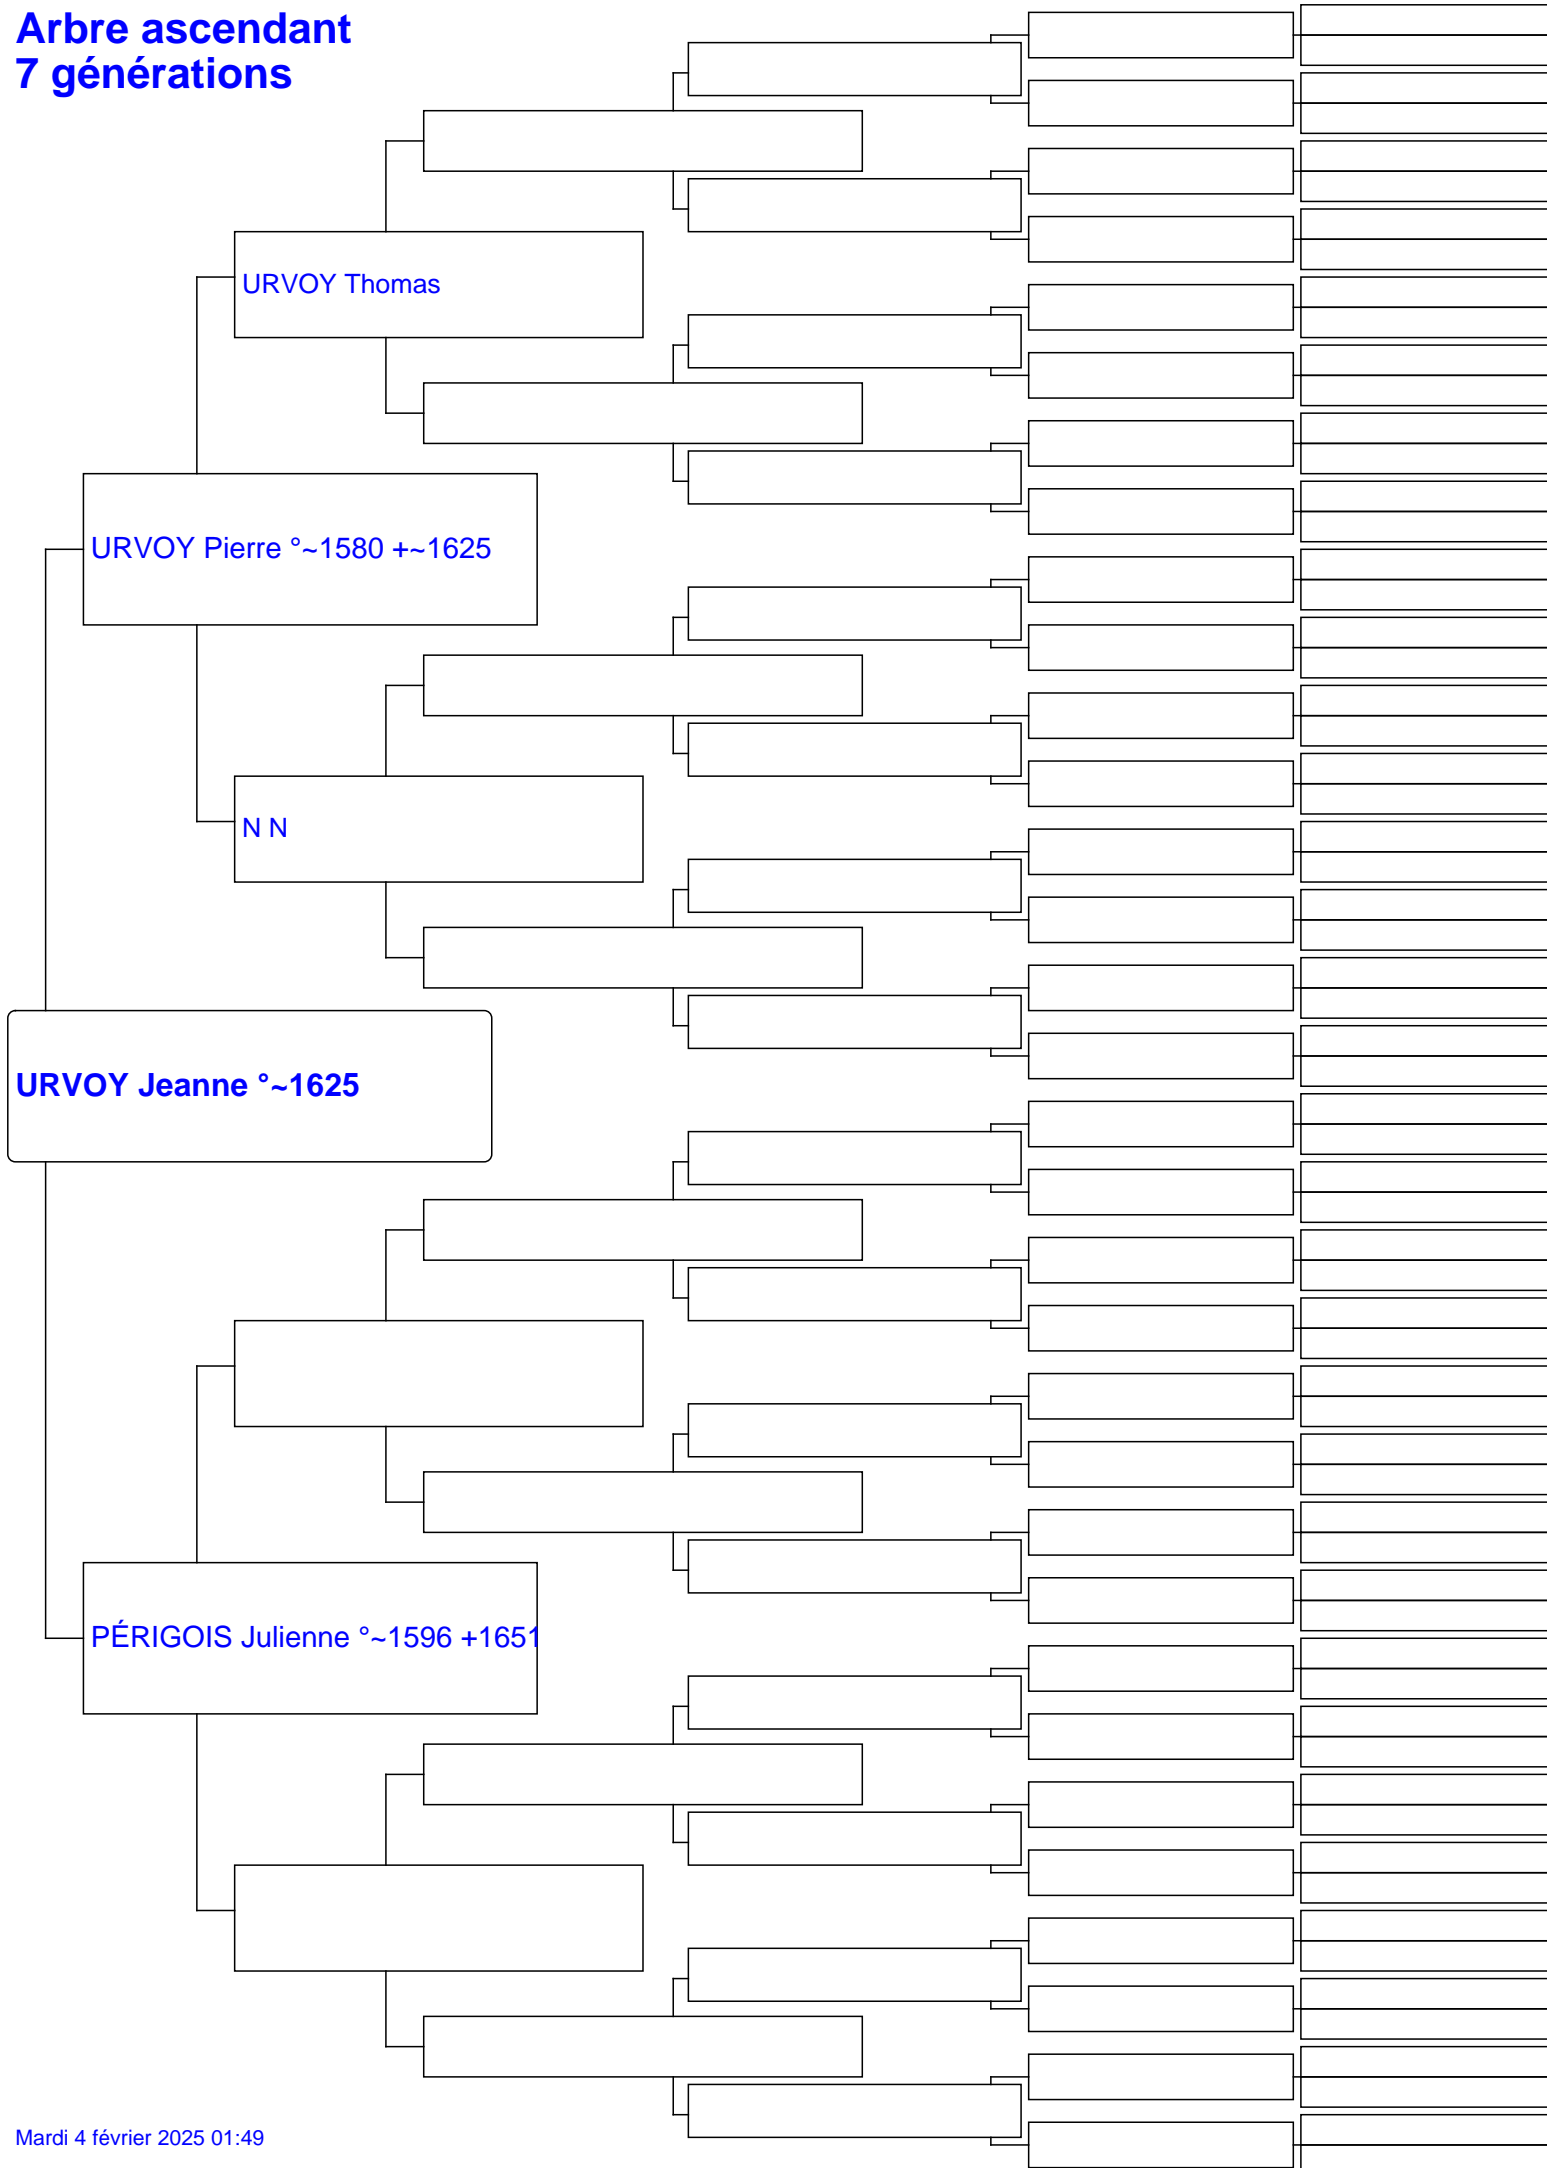 Arbre ascendant
7 générations
URVOY Thomas
URVOY Pierre °~1580 +~1625
N N
URVOY Jeanne °~1625
PÉRIGOIS Julienne °~1596 +1651
Mardi 4 février 2025 01:49